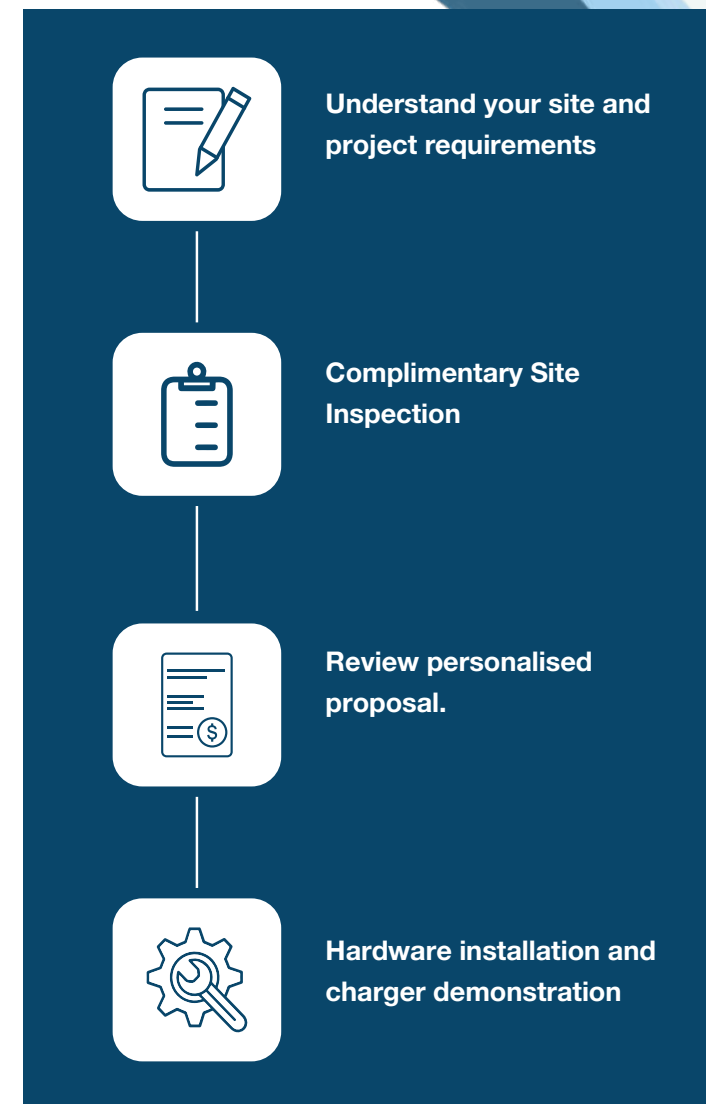 Understand your site and
project requirements
Complimentary Site
Inspection
Review personalised
proposal.
$
Hardware installation and
charger demonstration